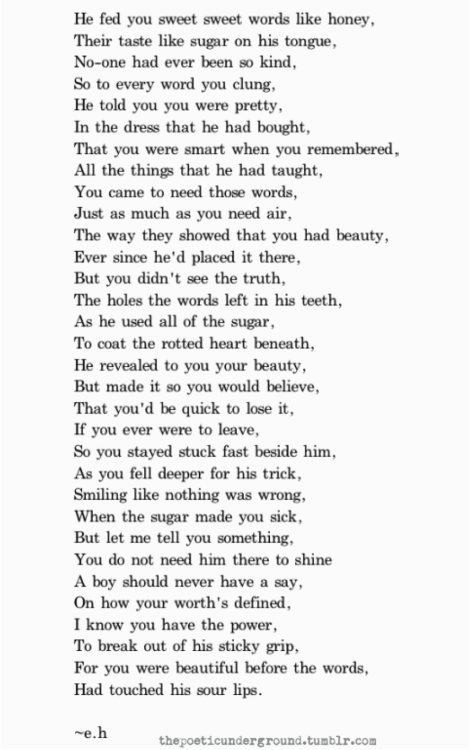 He fed you sweet sweet words like honey,
Their taste like sugar on his tongue,
No-one had ever been so kind,
So to every word you clung,
He told you you were pretty,
In the dress that he had bought,
That you were smart when you remembered,
All the things that he had taught,
You came to need those words,
Just as much as you need air,
The way they showed that you had beauty,
Ever since he'd placed it there,
But you didn't see the truth,
The holes the words left in his teeth,
As he used all of the sugar,
To coat the rotted heart beneath,
He revealed to you your beauty,
But made it so you would believe,
That you'd be quick to lose it,
If you ever were to leave,
So you stayed stuck fast beside him,
As you fell deeper for his trick,
Smiling like nothing was wrong,
When the sugar made you sick,
But let me tell you something,
You do not need him there to shine
A boy should never have a say,
On how your worth's defined,
I know you have the power,
To break out of his sticky grip,
For you were beautiful before the words,
Had touched his sour lips.
~e.h
thepoeticunderground.tumblr.com